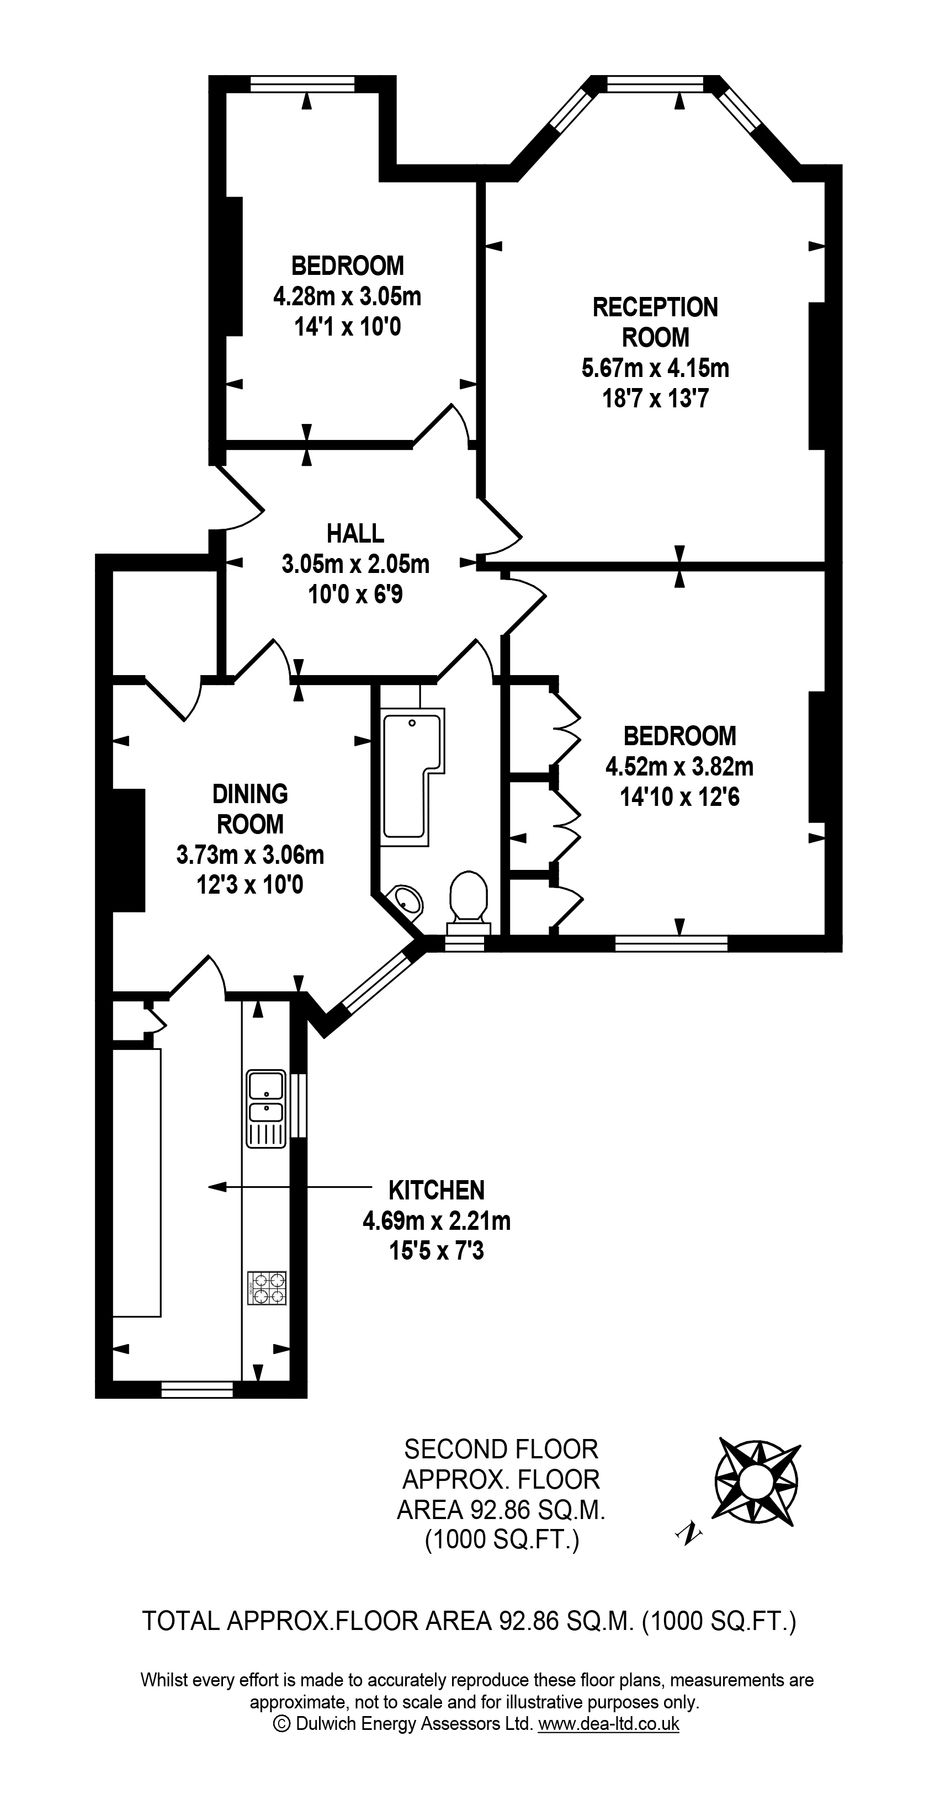 BEDROOM
4.28m x 3.05m
14'1 x 10'0
RECEPTION
ROOM
5.67m x 4.15m
18'7 x 13'7
HALL
3.05m x 2.05m
10'0 x 6'9
BEDROOM
4.52m x 3.82m
14'10 x 12'6
DINING
ROOM
3.73m x 3.06m
12'3 x 10'0
KITCHEN
4.69m x 2.21m
15'5 x 7'3
SECOND FLOOR
APPROX. FLOOR
AREA 92.86 SQ.M.
(1000 SQ.FT.)
N
TOTAL APPROX.FLOOR AREA 92.86 SQ.M. (1000 SQ.FT.)
Whilst every effort is made to accurately reproduce these floor plans, measurements are
approximate, not to scale and for illustrative purposes only.
© Dulwich Energy Assessors Ltd. www.dea-ltd.co.uk